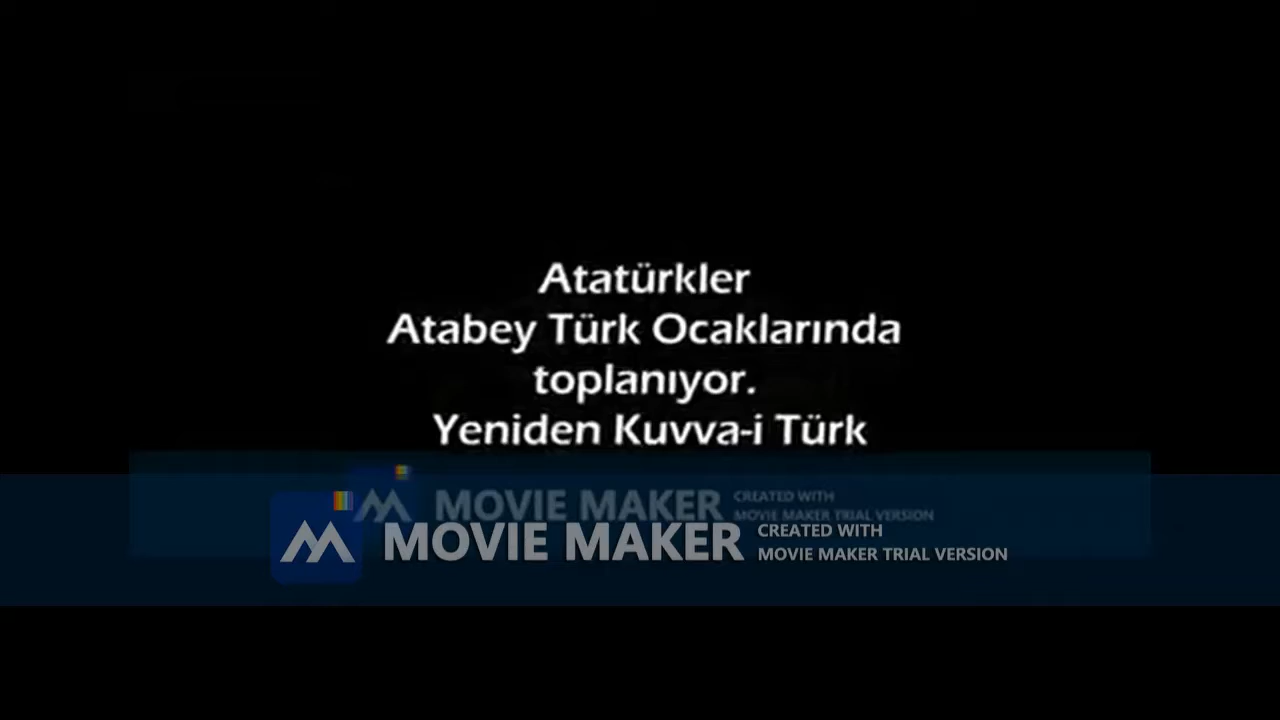 Atatürkler
Atabey Türk Ocaklarında
toplanıyor.
Yeniden Kuvva-i Türk
MOVIE MAKER
CREATED WITH
MOVIE MAKER TRIAL VERSION
MOVIE MAKER
CREATED WITH
MOVIE MAKER TRIAL VERSION